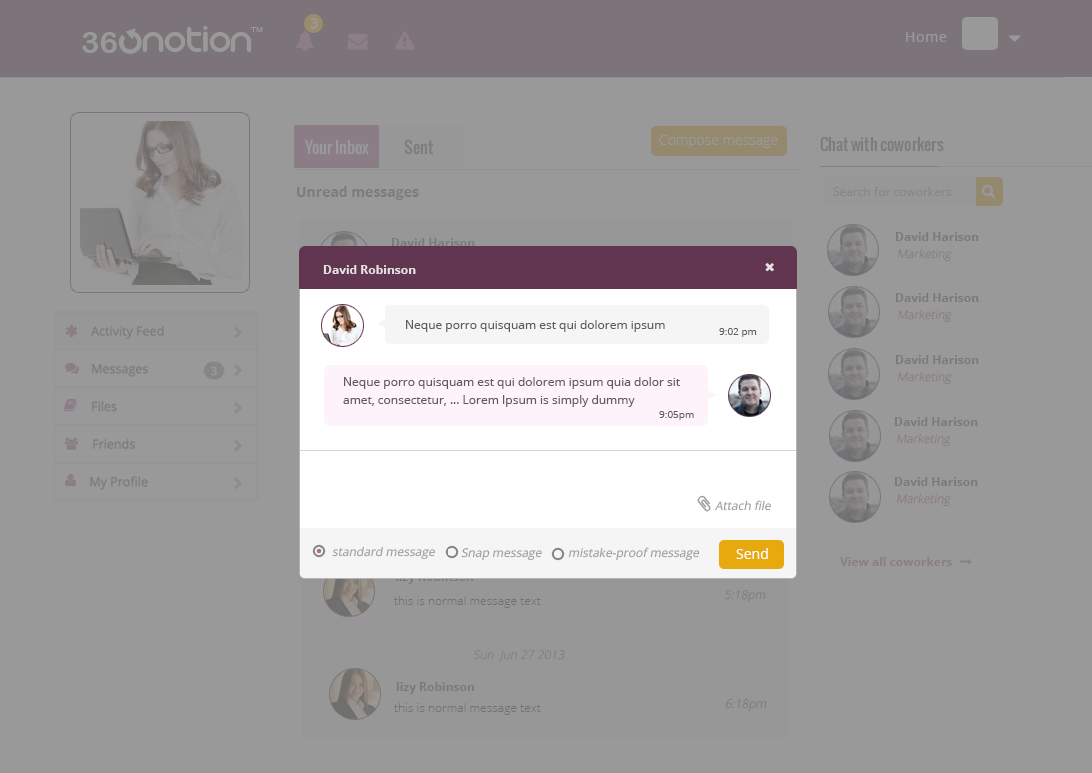 360notion™
3
Home
Your Inbox
Sent
Compose message
Chat with coworkers
Unread messages
Search for coworkers
David Harison
David Harison
Marketing
David Harison
Marketing
David Harison
Marketing
David Harison
Marketing
David Harison
Marketing
View all coworkers
Activity Feed
Messages 3
Files
Friends
My Profile
David Robinson
Neque porro quisquam est qui dolorem ipsum
9:02 pm
Neque porro quisquam est qui dolorem ipsum quia dolor sit
amet, consectetur, ... Lorem Ipsum is simply dummy
9:05pm
Attach file
standard message Snap message mistake-proof message Send
lizy Robinson
this is normal message text
5:18pm
Sun Jun 27 2013
lizy Robinson
this is normal message text
6:18pm